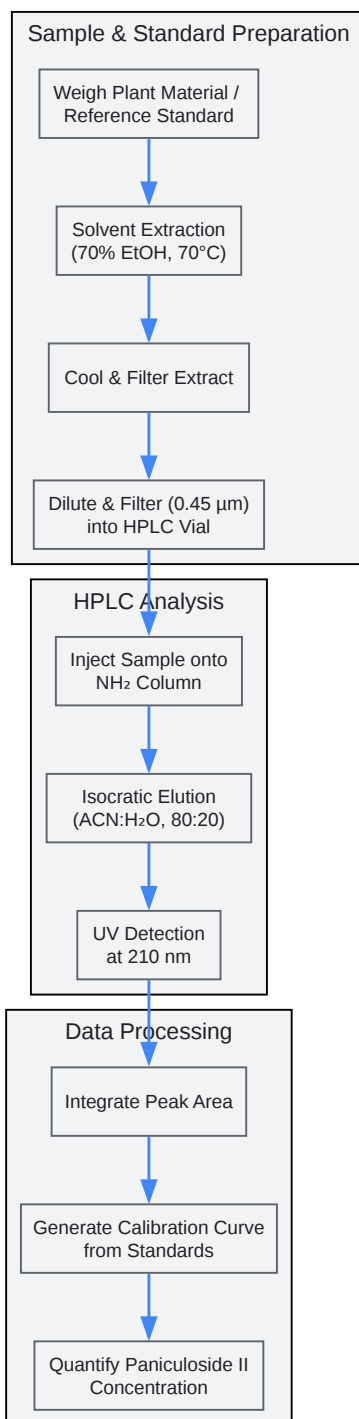 Sample & Standard Preparation
Weigh Plant Material /
Reference Standard
Solvent Extraction
(70% EtOH, 70°C)
Cool & Filter Extract
Dilute & Filter (0.45 µm)
into HPLC Vial
HPLC Analysis
Inject Sample onto
NH₂ Column
Isocratic Elution
(ACN:H₂O, 80:20)
UV Detection
at 210 nm
Data Processing
Integrate Peak Area
Generate Calibration Curve
from Standards
Quantify Paniculoside II
Concentration